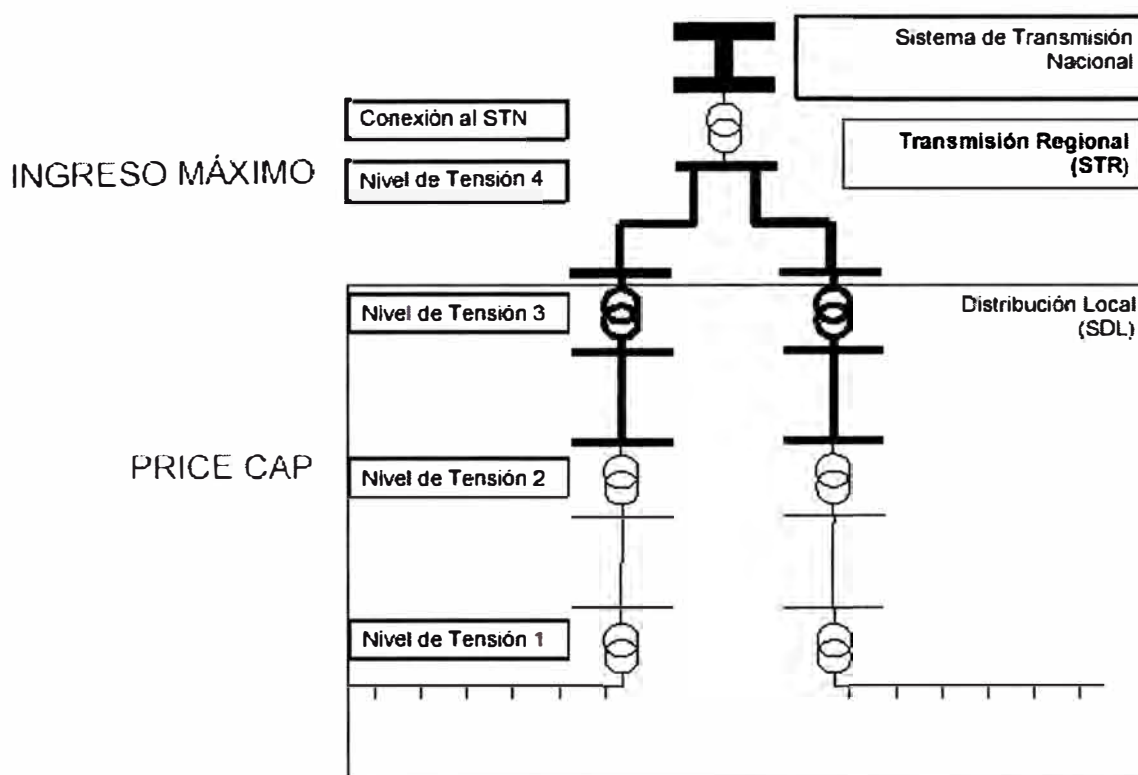 Sistema de Transmisión
Nacional
Conexión al STN
Transmisión Regional
(STR)
INGRESO MÁXIMO
Nivel de Tensión 4
Nivel de Tensión 3
Distribución Local
(SDL)
PRICE CAP
Nivel de Tensión 2
Nivel de Tensión 1